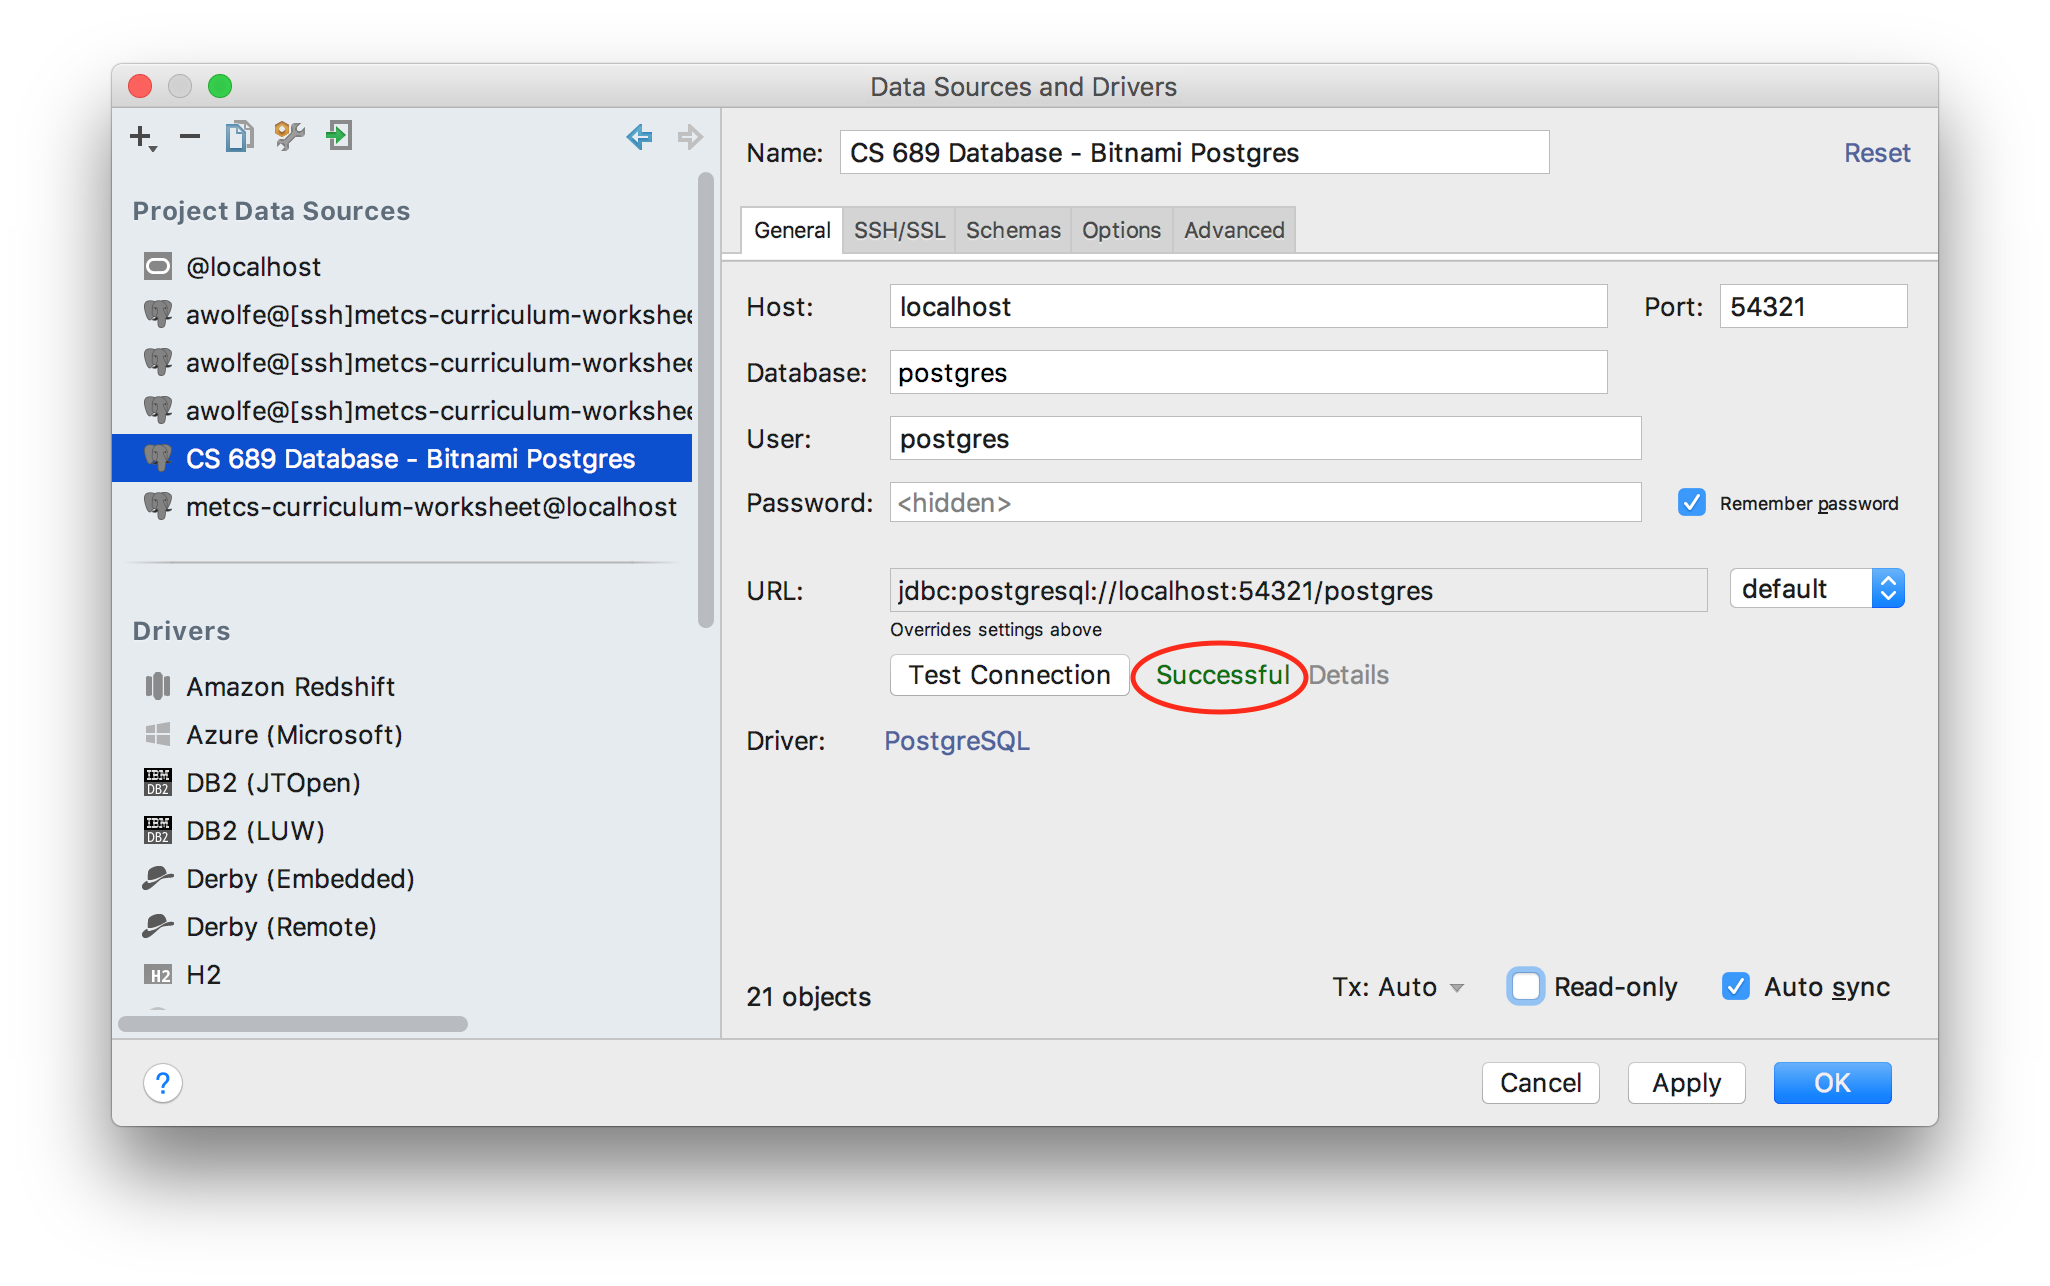 Data Sources and Drivers
Project Data Sources
@localhost
awolfe@[ssh]metcs-curriculum-workshee
awolfe@[ssh]metcs-curriculum-workshee
awolfe@[ssh]metcs-curriculum-workshee
CS 689 Database - Bitnami Postgres
metcs-curriculum-worksheet@localhost
Drivers
Amazon Redshift
Azure (Microsoft)
IBM DB2 DB2 (JTOpen)
IBM DB2 DB2 (LUW)
Derby (Embedded)
Derby (Remote)
H2 H2
Name: CS 689 Database - Bitnami Postgres Reset
General SSH/SSL Schemas Options Advanced
Host: localhost Port: 54321
Database: postgres
User: postgres
Password: <hidden> Remember password
URL: jdbc:postgresql://localhost:54321/postgres default
Overrides settings above
Test Connection Successful Details
Driver: PostgreSQL
21 objects Tx: Auto Read-only Auto sync
? Cancel Apply OK